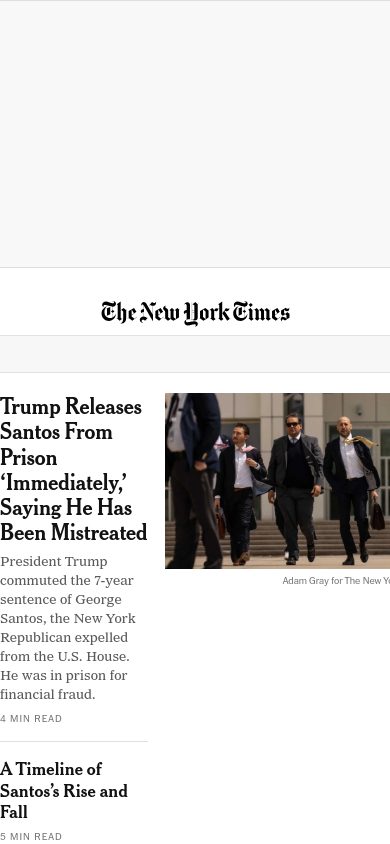 The New York Times
Trump Releases
Santos From
Prison
‘Immediately,’
Saying He Has
Been Mistreated
President Trump
commuted the 7-year
sentence of George
Santos, the New York
Republican expelled
from the U.S. House.
He was in prison for
financial fraud.
4 MIN READ
Adam Gray for The New Yo
A Timeline of
Santos’s Rise and
Fall
5 MIN READ